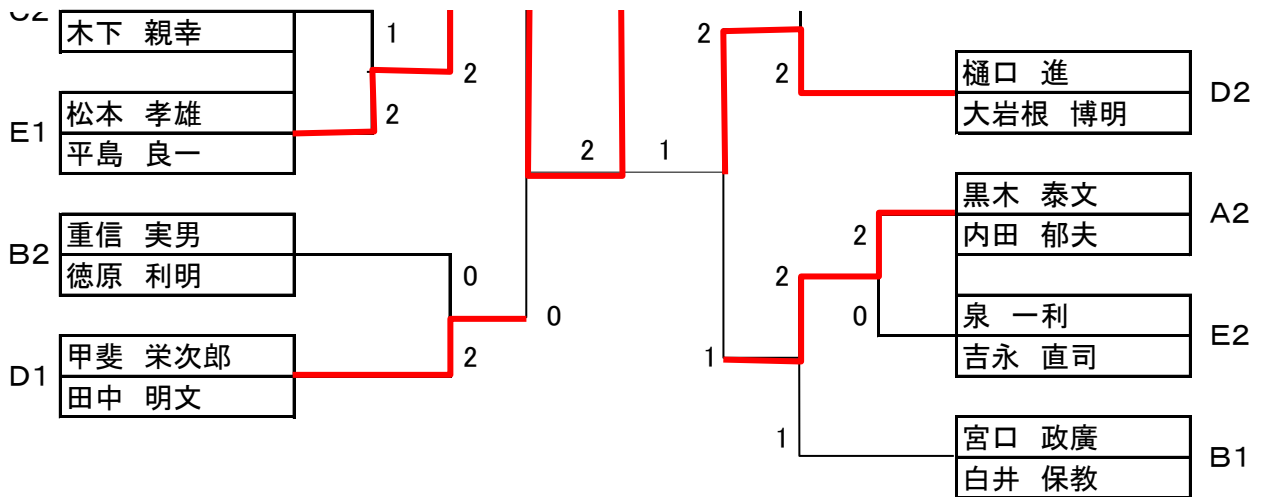 木下 親幸
1
2
E1
松本 孝雄
平島 良一
2
B2
重信 実男
徳原 利明
0
0
D1
甲斐 栄次郎
田中 明文
2
2
1
2
2
樋口 進
大岩根 博明
D2
黒木 泰文
内田 郁夫
A2
2
2
0
泉 一利
吉永 直司
E2
1
1
宮口 政廣
白井 保教
B1